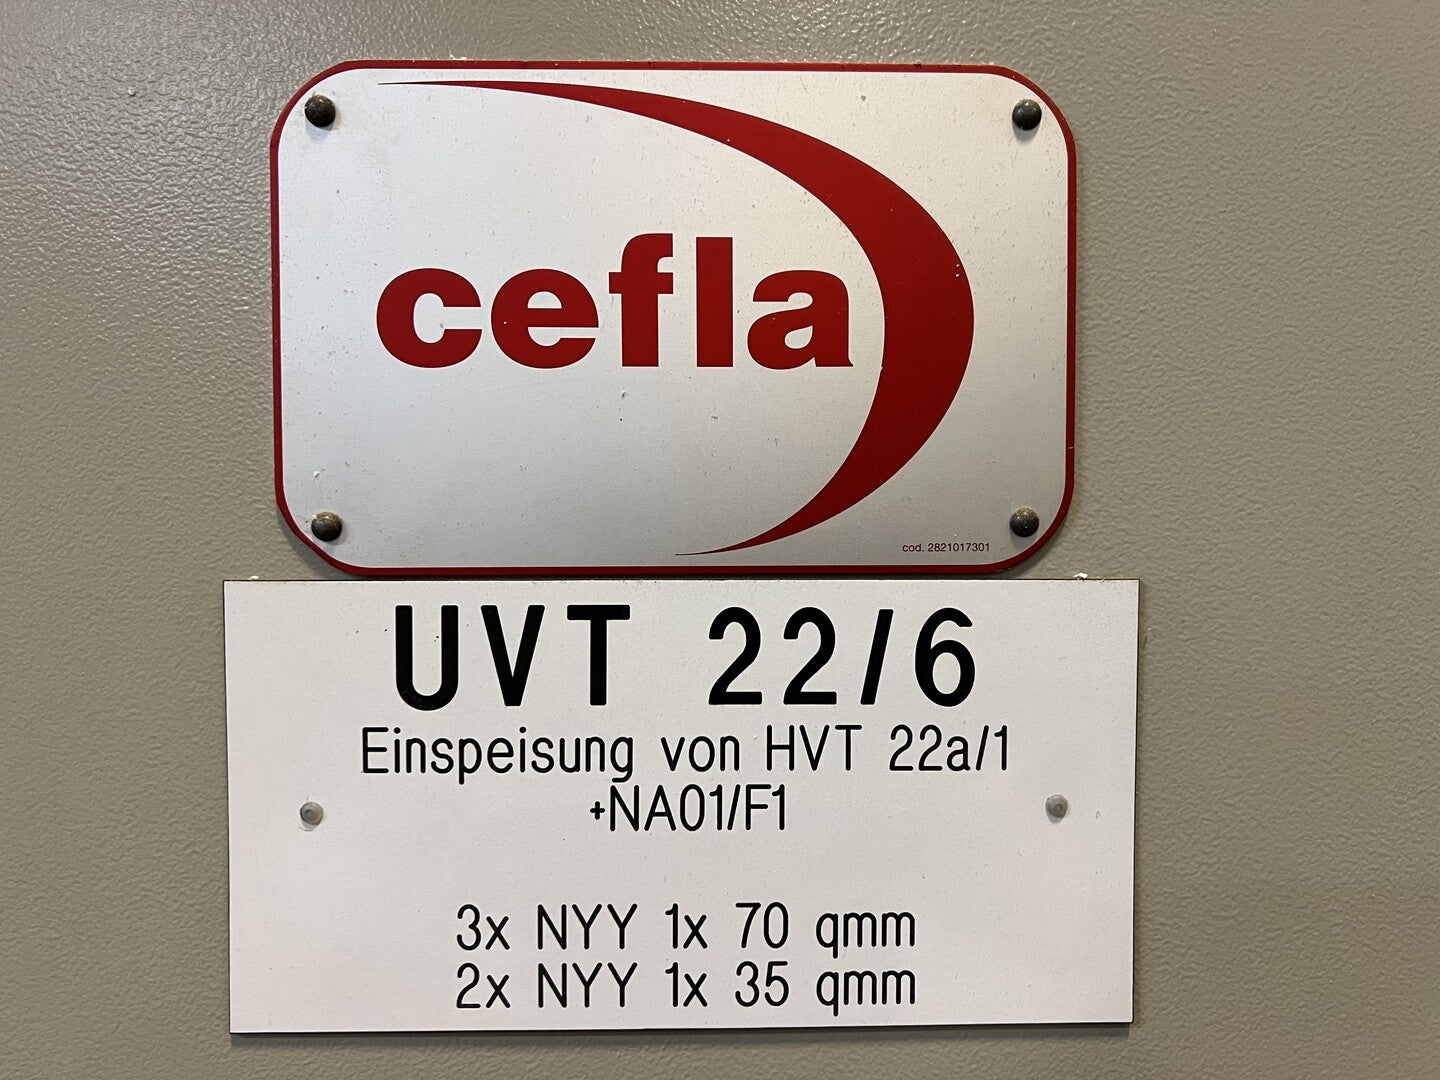 cefla
cod. 2821017301
UVT 22/6
Einspeisung von HVT 22a/1
+NA01/F1
3x NYY 1x 70 qmm
2x NYY 1x 35 qmm